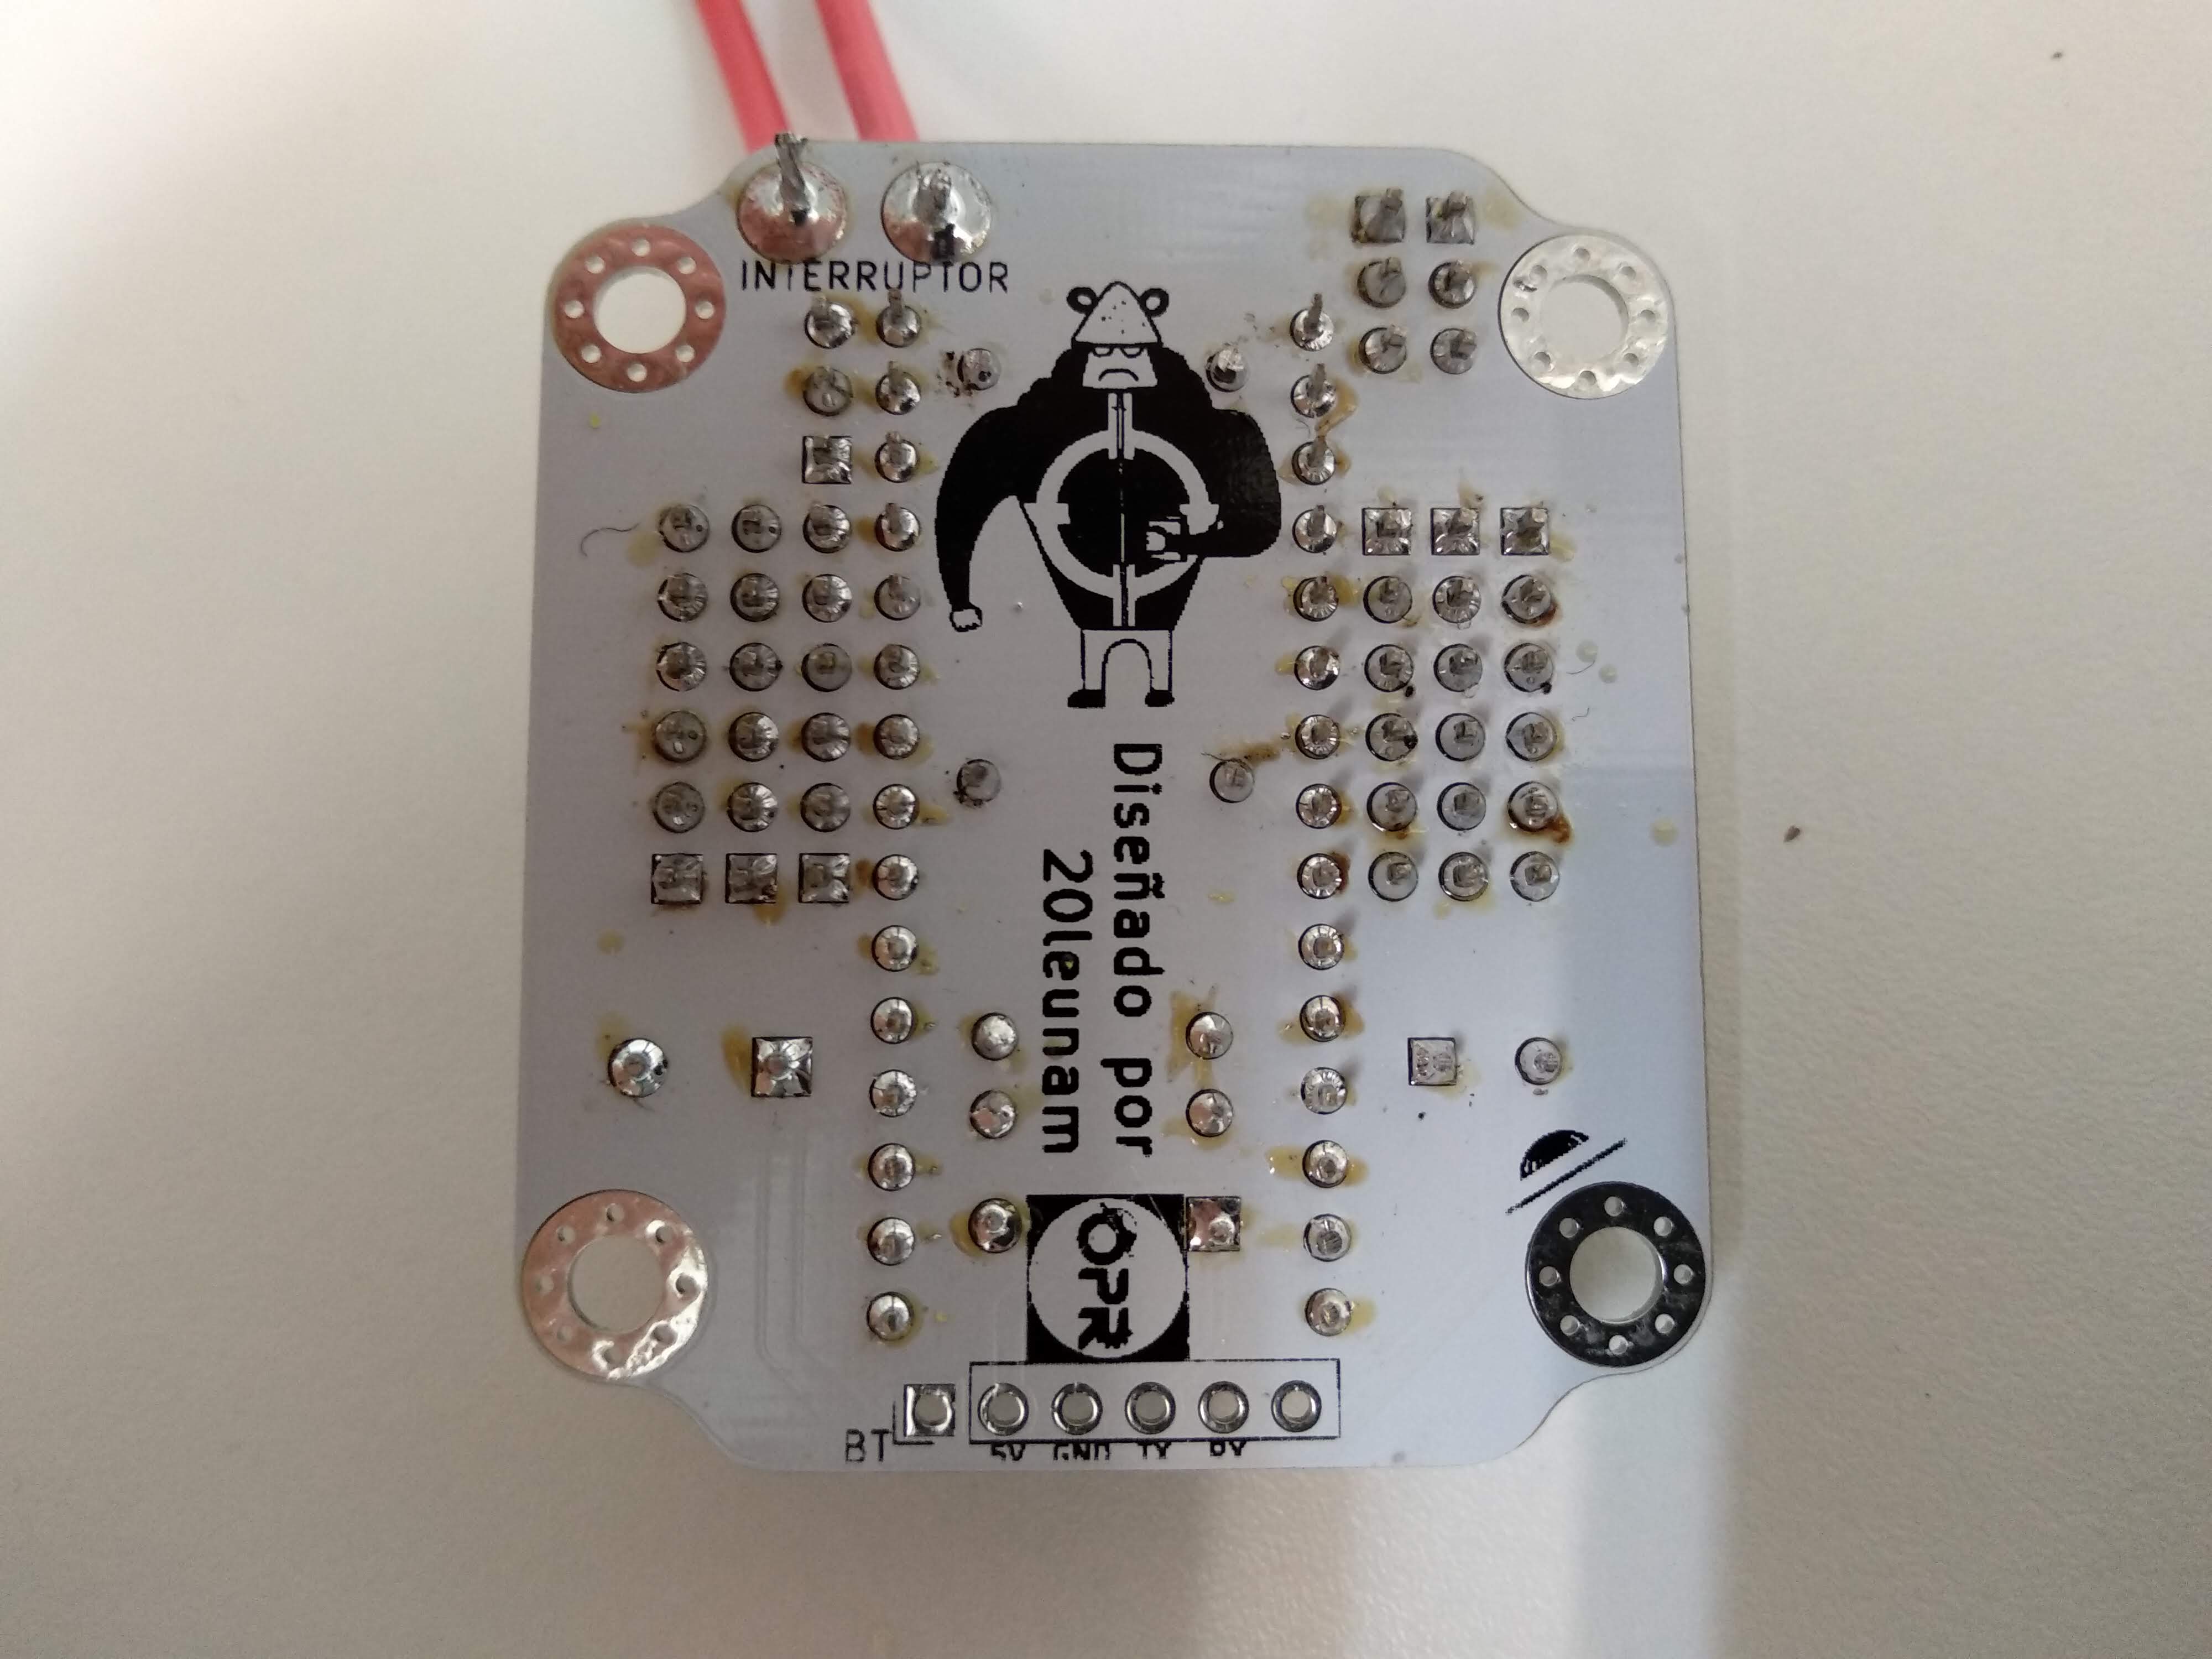 INTERRUPTOR
Diseñado por
20leunam
OPR
BT
5V GND TX RX